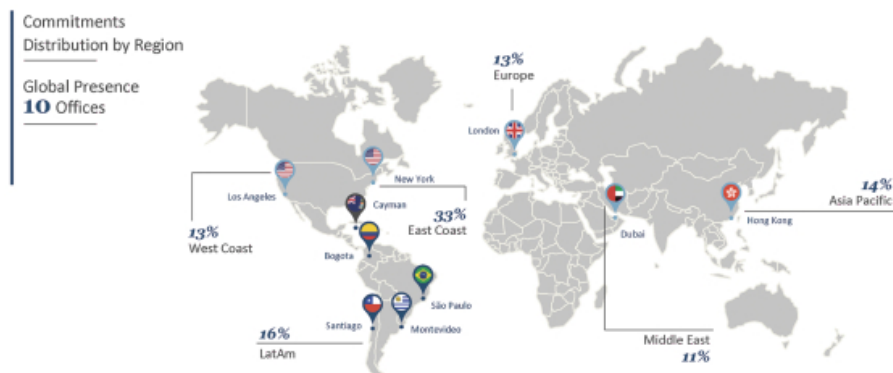 Commitments
Distribution by Region
Global Presence
10 Offices
13%
Europe
London
New York
Los Angeles
Cayman
33%
East Coast
13%
West Coast
Bogota
14%
Asia Pacific
Hong Kong
Dubai
São Paulo
Santiago
Montevideo
16%
LatAm
Middle East
11%